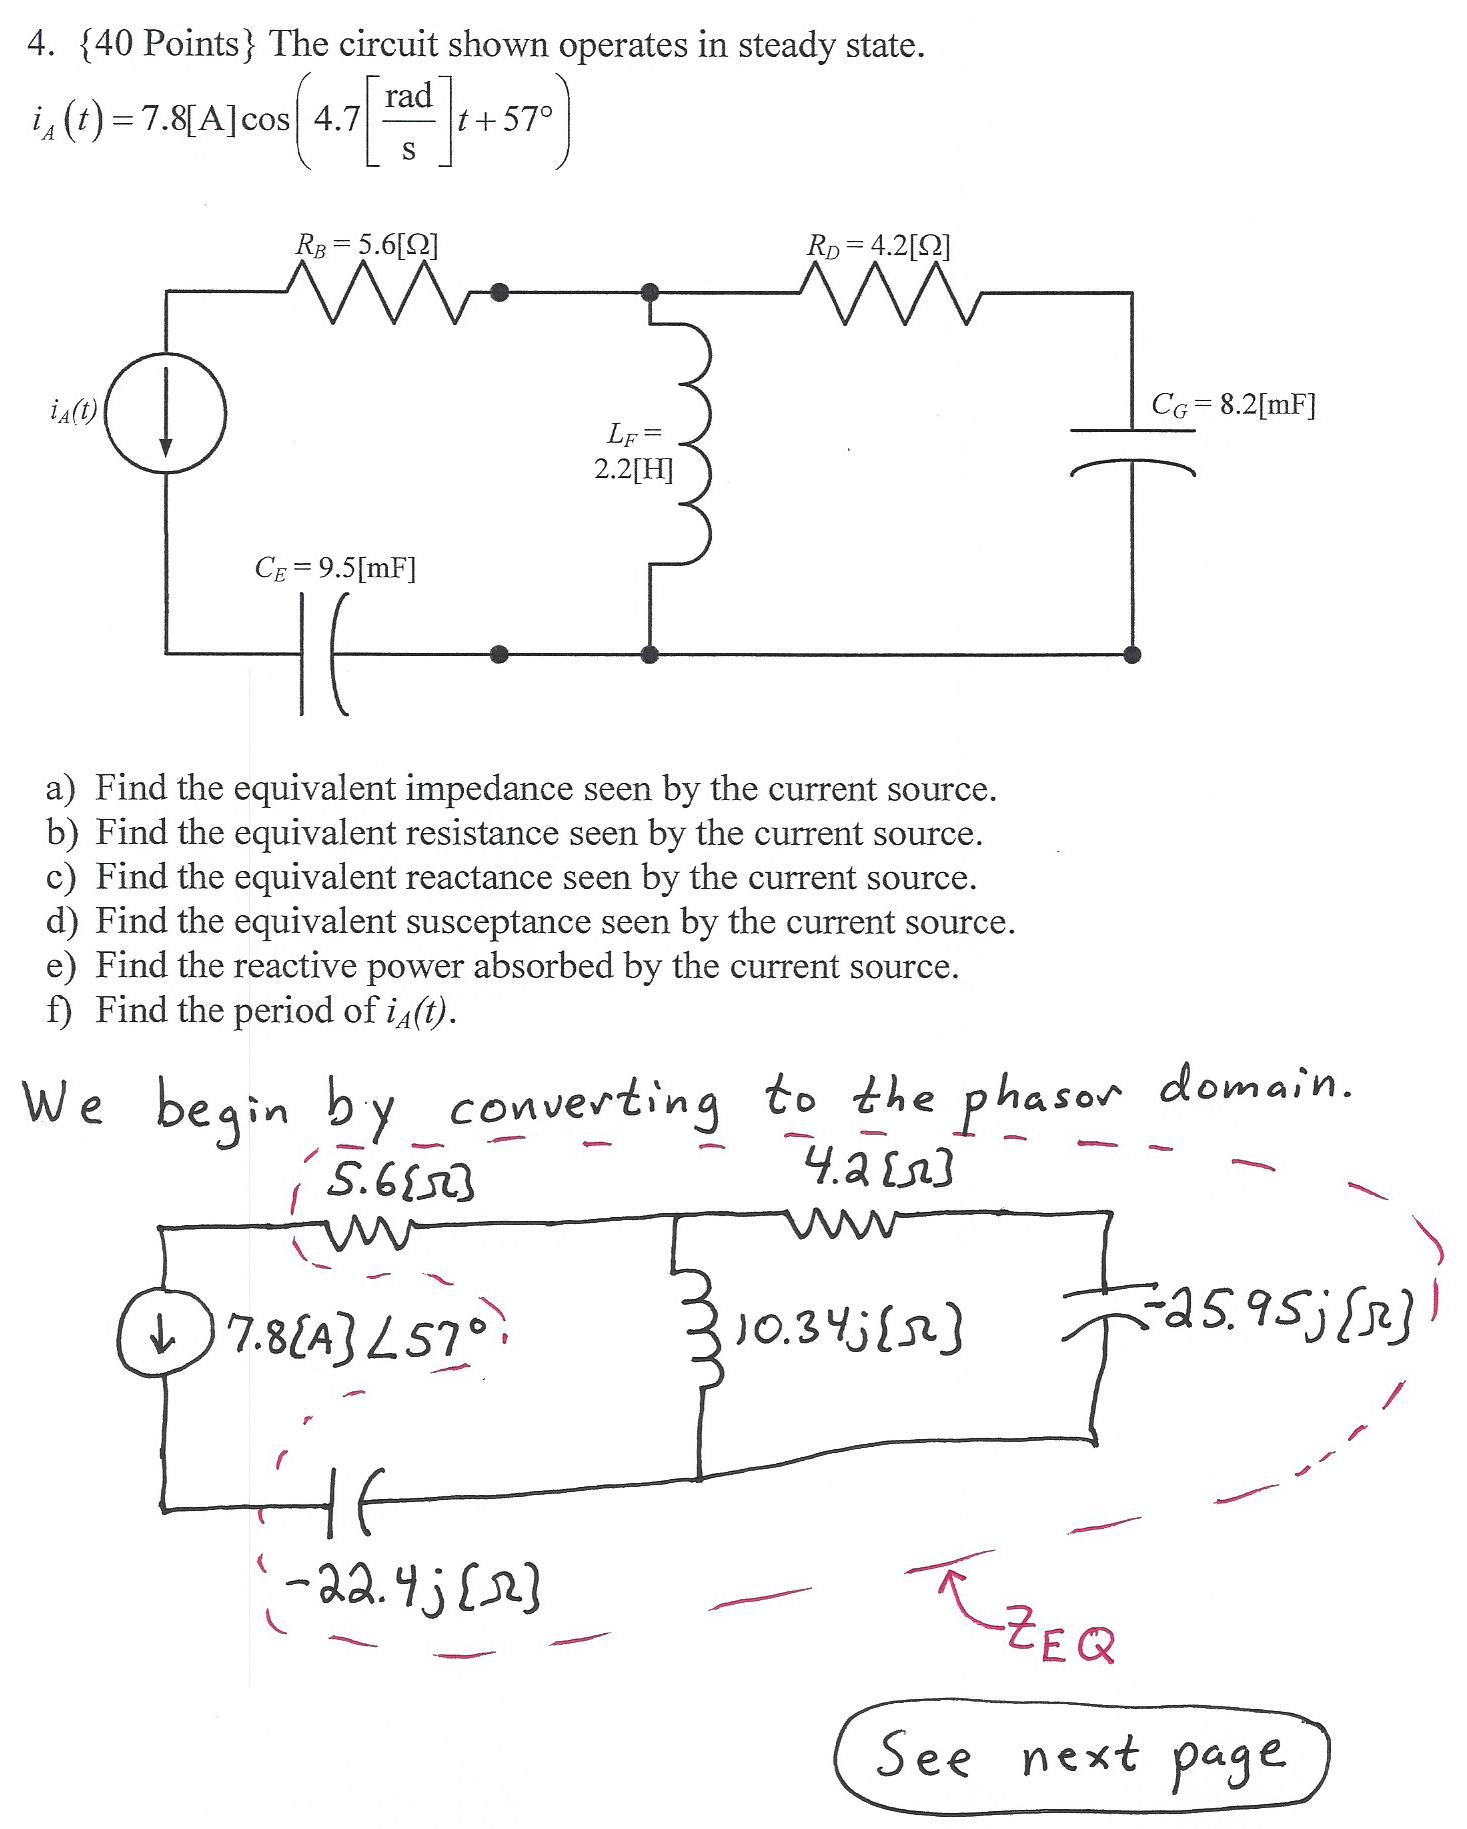 4. {40 Points} The circuit shown operates in steady state.
i_A(t) = 7.8[A]cos(4.7[rad/s]t + 57°)
R_B = 5.6[Ω]
R_D = 4.2[Ω]
i_A(t)
C_G = 8.2[mF]
L_F =
2.2[H]
C_E = 9.5[mF]
a) Find the equivalent impedance seen by the current source.
b) Find the equivalent resistance seen by the current source.
c) Find the equivalent reactance seen by the current source.
d) Find the equivalent susceptance seen by the current source.
e) Find the reactive power absorbed by the current source.
f) Find the period of i_A(t).
We begin by converting to the phasor domain.
5.6[Ω]
4.2[Ω]
7.8[A]∠57°
10.34j[Ω]
-25.95j[Ω]
-22.4j[Ω]
Z_EQ
See next page